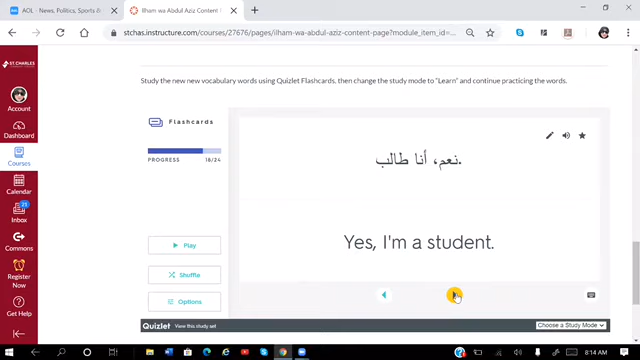 AOL - News, Politics, Sports &
Ilham wa Abdul Aziz Content P
stchas.instructure.com/courses/27676/pages/ilham-wa-abdul-aziz-content-page?module_item_id=...
ST. CHARLES
Account
Dashboard
Courses
Calendar
21
Inbox
Commons
Register Now
Get Help
Study the new new vocabulary words using Quizlet Flashcards, then change the study mode to "Learn" and continue practicing the words.
Flashcards
PROGRESS 18/24
Play
Shuffle
Options
نعم، أنا طالب.
Yes, I'm a student.
Quizlet View this study set
Choose a Study Mode
8:14 AM